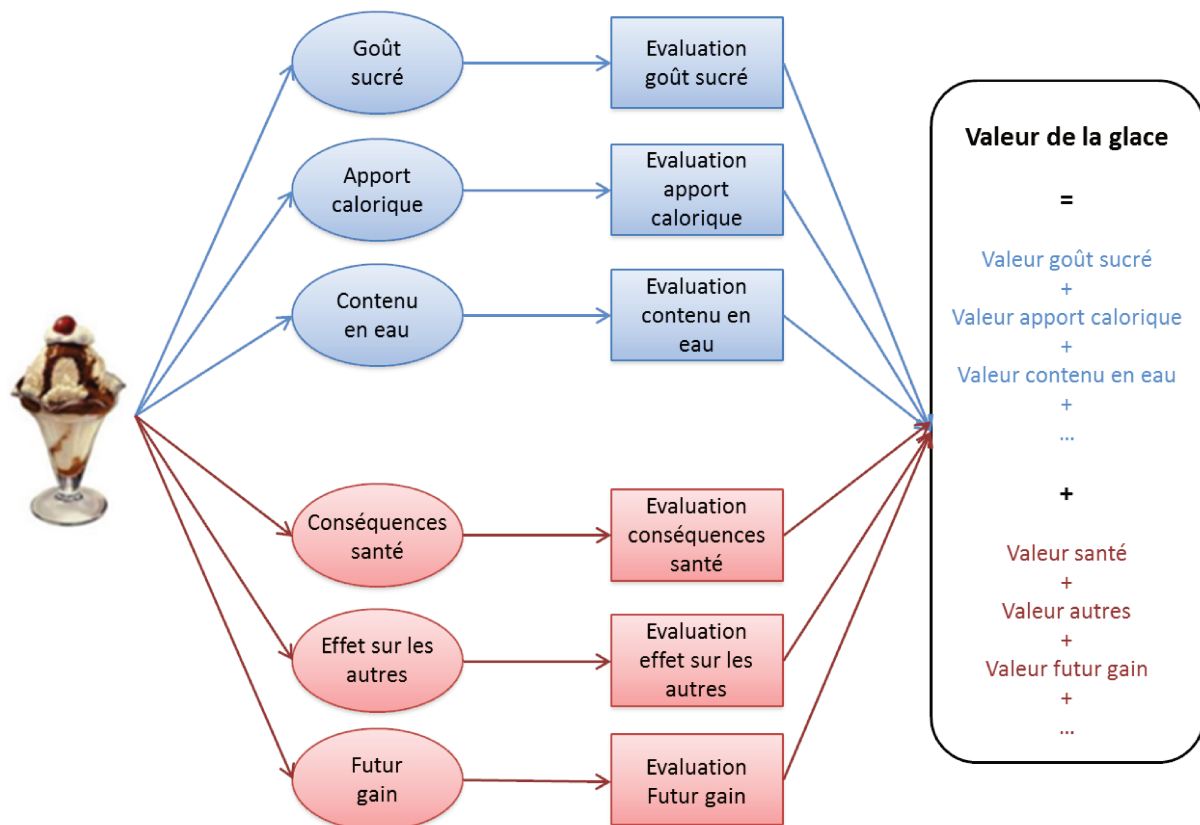 Goût
sucré
Evaluation
goût sucré
Apport
calorique
Evaluation
apport
calorique
Contenu
en eau
Evaluation
contenu en
eau
Conséquences
santé
Evaluation
conséquences
santé
Effet sur les
autres
Evaluation
effet sur les
autres
Futur
gain
Evaluation
Futur gain
Valeur de la glace
=
Valeur goût sucré
+
Valeur apport calorique
+
Valeur contenu en eau
+
...
+
Valeur santé
+
Valeur autres
+
Valeur futur gain
+
...